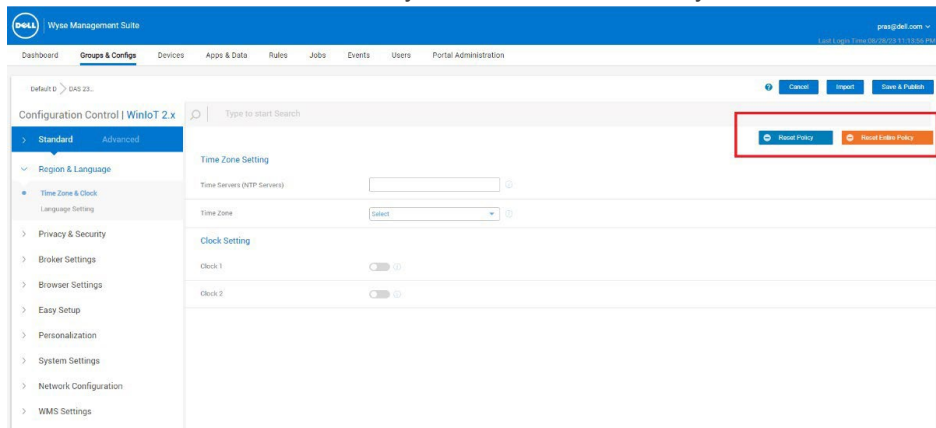 DELL Wyse Management Suite
pras@dell.com
Last Login Time:08/28/23 11:13:56 PM
Dashboard Groups & Configs Devices Apps & Data Rules Jobs Events Users Portal Administration
Default D > DAS 23..
Cancel Import Save & Publish
Configuration Control | WinIoT 2.x
Type to start Search
Standard Advanced
Reset Policy Reset Entire Policy
Region & Language
Time Zone & Clock
Language Setting
Privacy & Security
Broker Settings
Browser Settings
Easy Setup
Personalization
System Settings
Network Configuration
WMS Settings
Time Zone Setting
Time Servers (NTP Servers)
Time Zone Select
Clock Setting
Clock 1
Clock 2